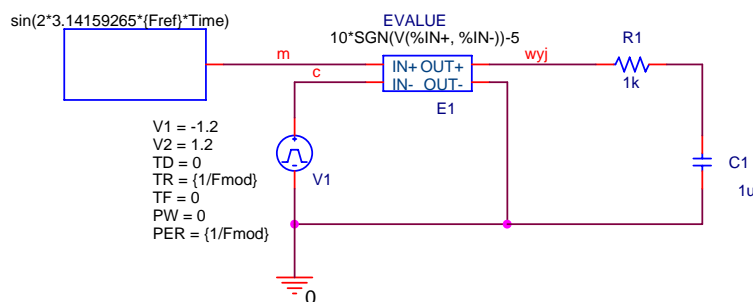 sin(2*3.14159265*{Fref}*Time)
EVALUE
10*SGN(V(%IN+, %IN-))-5
m
c
IN+ OUT+
IN- OUT-
E1
wyj
R1
1k
V1 = -1.2
V2 = 1.2
TD = 0
TR = {1/Fmod}
TF = 0
PW = 0
PER = {1/Fmod}
V1
C1
1u
0